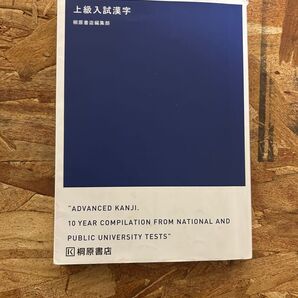 上級入試漢字
桐原書店編集部
"ADVANCED KANJI.
10 YEAR COMPILATION FROM NATIONAL AND
PUBLIC UNIVERSITY TESTS"
K 桐原書店